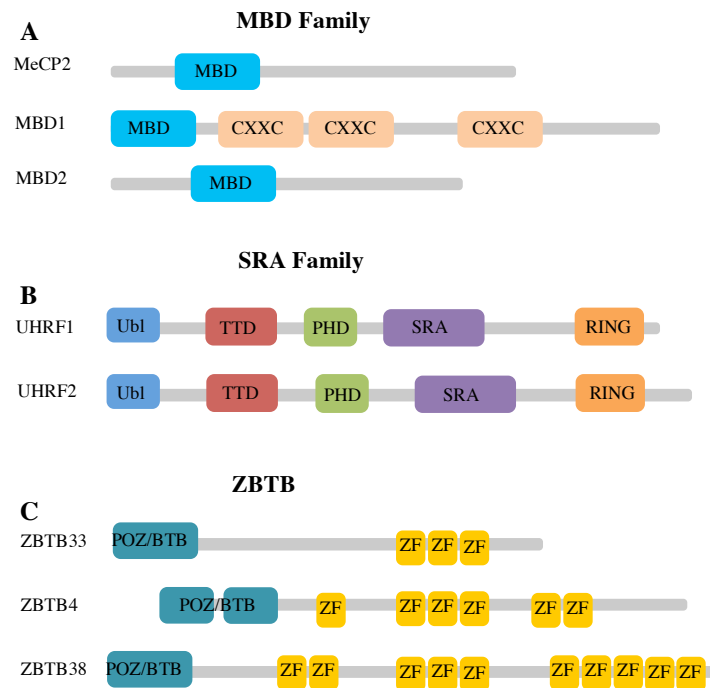 MBD Family
A
MeCP2 MBD
MBD1 MBD CXXC CXXC CXXC
MBD2 MBD
SRA Family
B
UHRF1 Ubl TTD PHD SRA RING
UHRF2 Ubl TTD PHD SRA RING
ZBTB
C
ZBTB33 POZ/BTB ZF ZF ZF
ZBTB4 POZ/BTB ZF ZF ZF ZF ZF ZF
ZBTB38 POZ/BTB ZF ZF ZF ZF ZF ZF ZF ZF ZF ZF